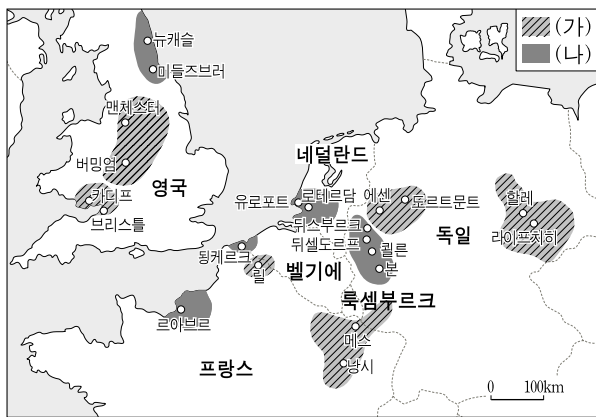 (가)
(나)
뉴캐슬
미들즈브러
맨체스터
버밍엄
카디프
브리스틀
영국
네덜란드
유로포트
로테르담
에센
도르트문트
뒤스부르크
뒤셀도르프
쾰른
본
독일
할레
라이프치히
됭케르크
릴
벨기에
룩셈부르크
르아브르
메스
낭시
프랑스
0 100km